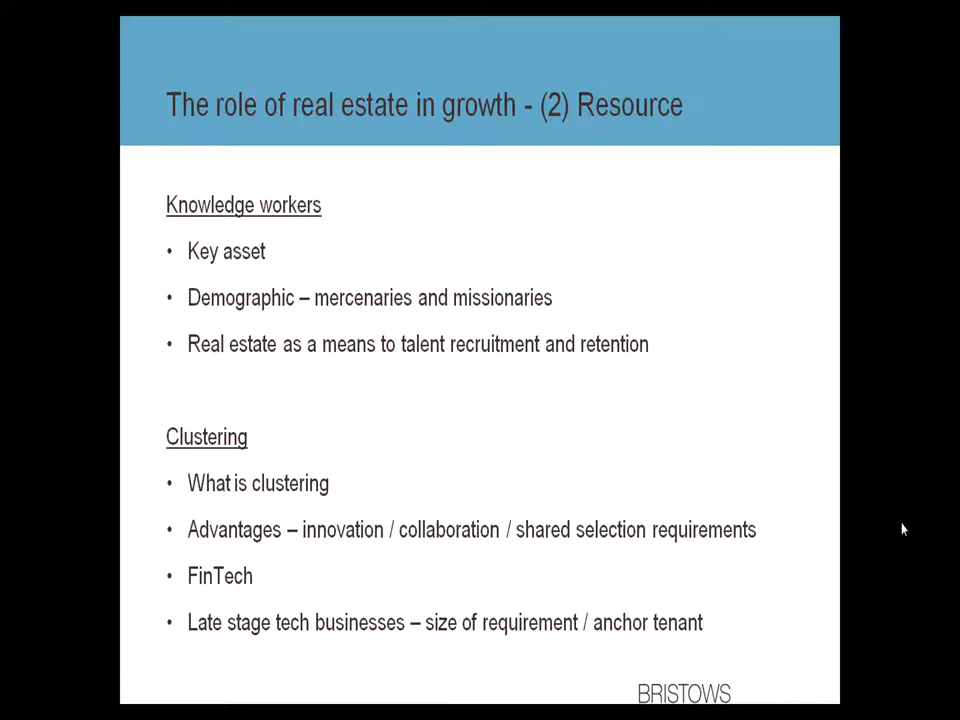 The role of real estate in growth - (2) Resource
Knowledge workers
• Key asset
• Demographic – mercenaries and missionaries
• Real estate as a means to talent recruitment and retention
Clustering
• What is clustering
• Advantages – innovation / collaboration / shared selection requirements
• FinTech
• Late stage tech businesses – size of requirement / anchor tenant
BRISTOWS